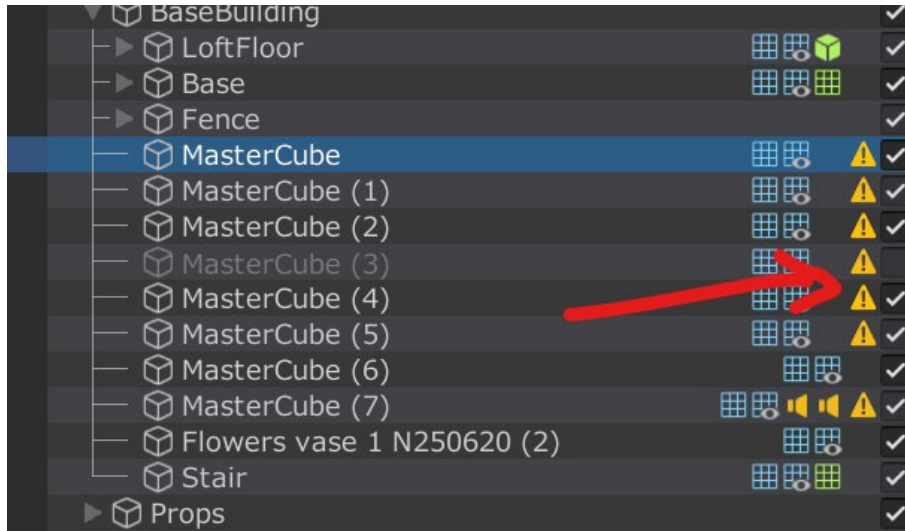 BaseBuilding
LoftFloor
Base
Fence
MasterCube
MasterCube (1)
MasterCube (2)
MasterCube (3)
MasterCube (4)
MasterCube (5)
MasterCube (6)
MasterCube (7)
Flowers vase 1 N250620 (2)
Stair
Props